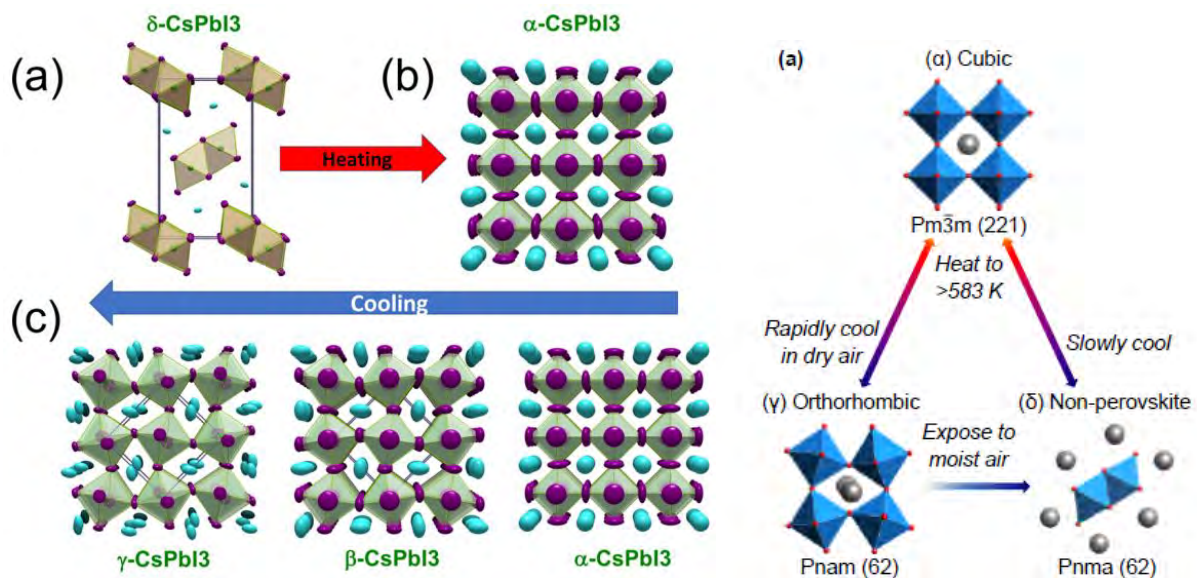 δ-CsPbI3
α-CsPbI3
(a)
(b)
Heating
Cooling
(c)
γ-CsPbI3
β-CsPbI3
α-CsPbI3
(a)
(α) Cubic
Pm3̄m (221)
Heat to
>583 K
Rapidly cool
in dry air
Slowly cool
(γ) Orthorhombic
(δ) Non-perovskite
Expose to
moist air
Pnam (62)
Pnma (62)